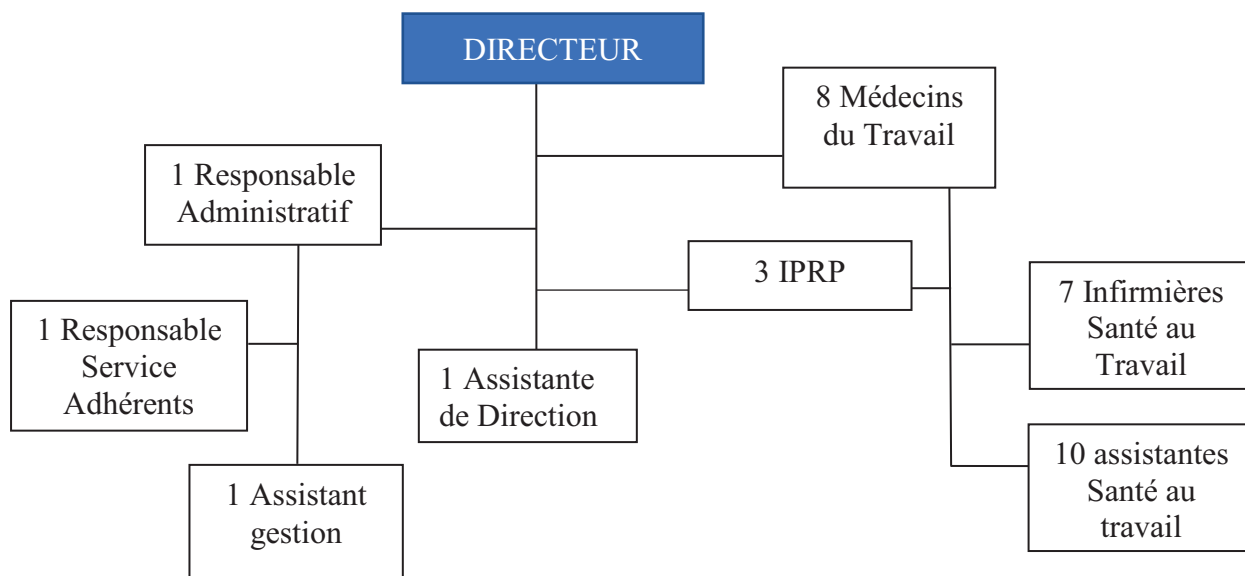 DIRECTEUR
8 Médecins
du Travail
1 Responsable
Administratif
3 IPRP
7 Infirmières
Santé au
Travail
1 Responsable
Service
Adhérents
1 Assistante
de Direction
10 assistantes
Santé au
travail
1 Assistant
gestion